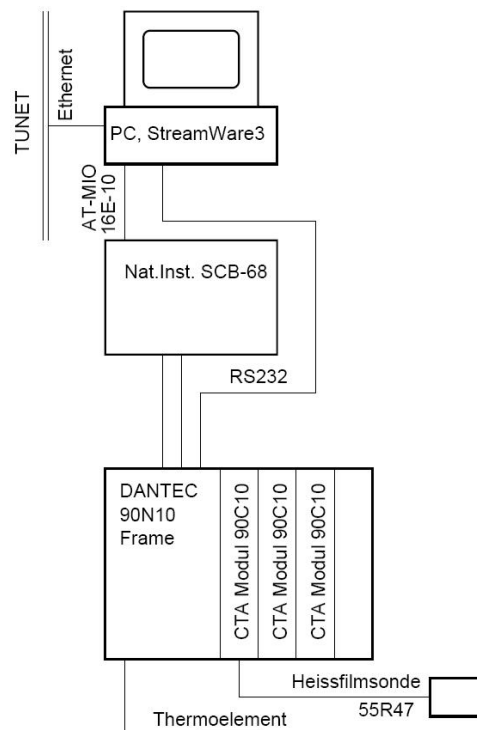 TUNET
Ethernet
PC, StreamWare3
AT-MIO
16E-10
Nat.Inst. SCB-68
RS232
DANTEC
90N10
Frame
CTA Modul 90C10
CTA Modul 90C10
CTA Modul 90C10
Heissfilmsonde
55R47
Thermoelement